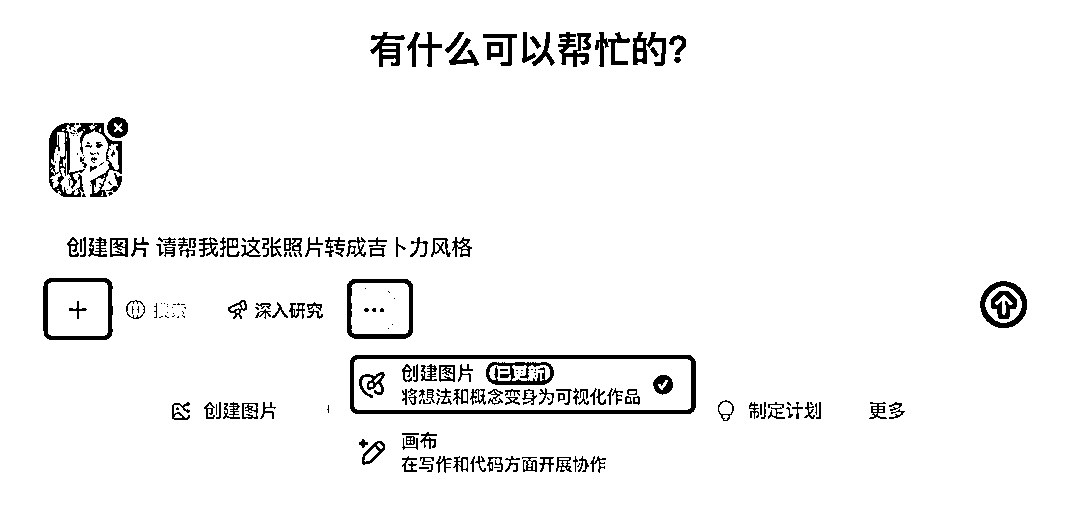 有什么可以帮忙的?
创建图片 请帮我把这张照片转成吉卜力风格
搜索 深入研究
创建图片 已更新
将想法和概念变身为可视化作品
创建图片 制定计划 更多
画布
在写作和代码方面开展协作